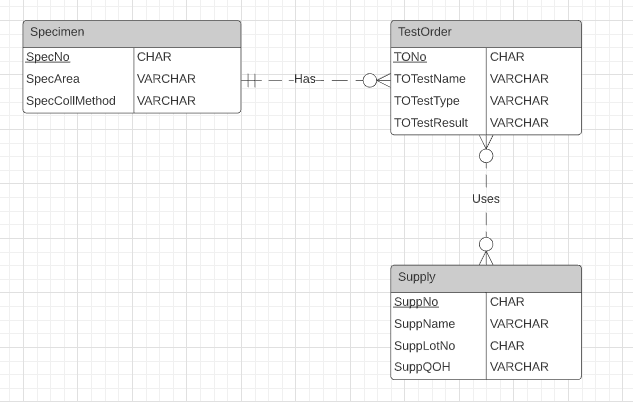 Specimen
SpecNo CHAR
SpecArea VARCHAR
SpecCollMethod VARCHAR
Has
TestOrder
TONo CHAR
TOTestName VARCHAR
TOTestType VARCHAR
TOTestResult VARCHAR
Uses
Supply
SuppNo CHAR
SuppName VARCHAR
SuppLotNo CHAR
SuppQOH VARCHAR